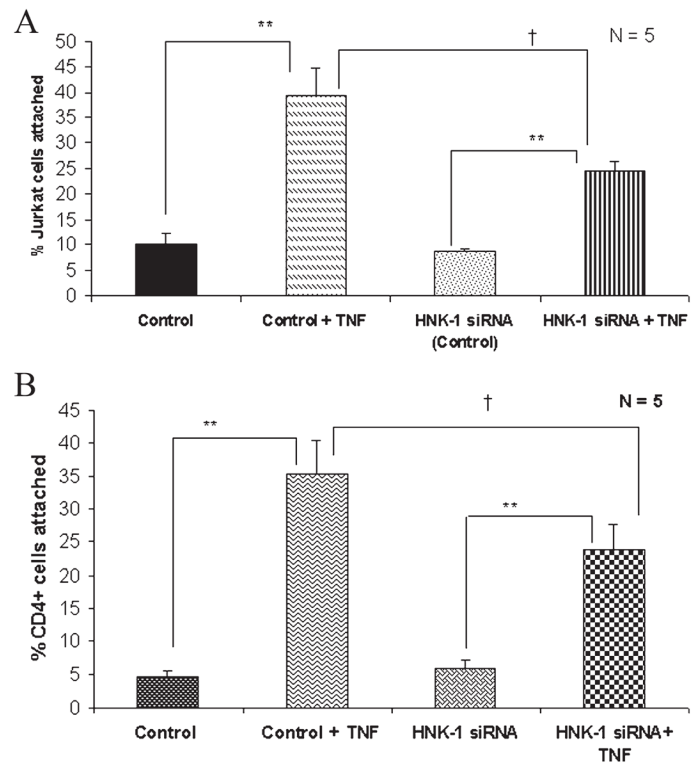 A
% Jurkat cells attached
50
45
40
35
30
25
20
15
10
5
0
**
†
**
N = 5
Control
Control + TNF
HNK-1 siRNA
(Control)
HNK-1 siRNA + TNF
B
% CD4+ cells attached
45
40
35
30
25
20
15
10
5
0
**
†
**
N = 5
Control
Control + TNF
HNK-1 siRNA
HNK-1 siRNA+
TNF